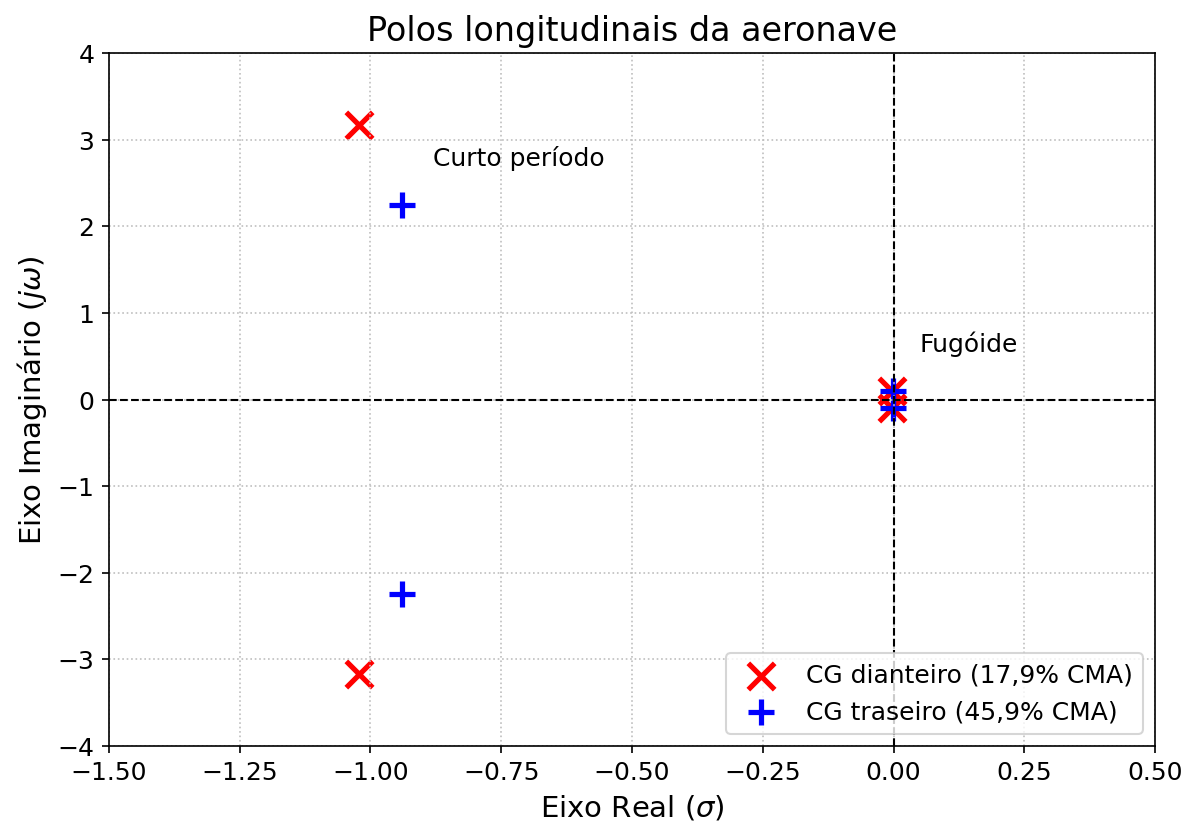 Polos longitudinais da aeronave
4
3
2
1
0
−1
−2
−3
−4
Eixo Imaginário (jω)
Curto período
Fugóide
CG dianteiro (17,9% CMA)
CG traseiro (45,9% CMA)
−1.50 −1.25 −1.00 −0.75 −0.50 −0.25 0.00 0.25 0.50
Eixo Real (σ)